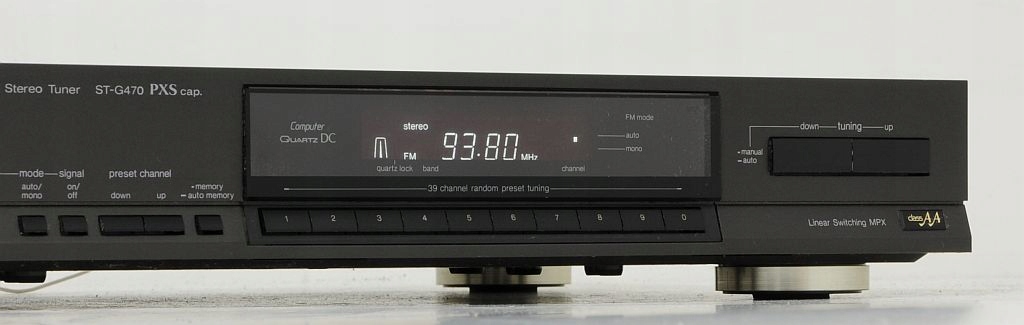 Stereo Tuner ST-G470 PXS cap.
Computer
Quartz DC
stereo
FM 93.80 MHz
quartz lock band channel
FM mode
auto
mono
39 channel random preset tuning
down tuning up
+manual
-auto
mode signal preset channel
auto/ on/ +memory
mono off down up -auto memory
1 2 3 4 5 6 7 8 9 0
Linear Switching MPX class AA